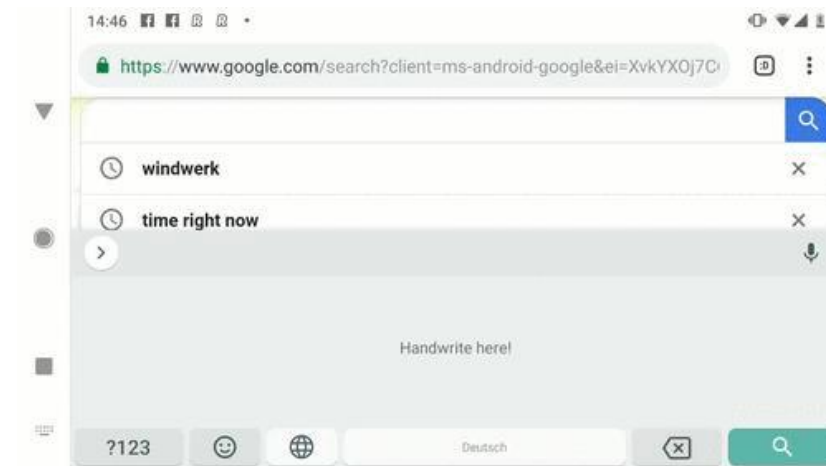 14:46
https://www.google.com/search?client=ms-android-google&ei=XvkYXOj7C
:D
windwerk
time right now
Handwrite here!
?123
Deutsch